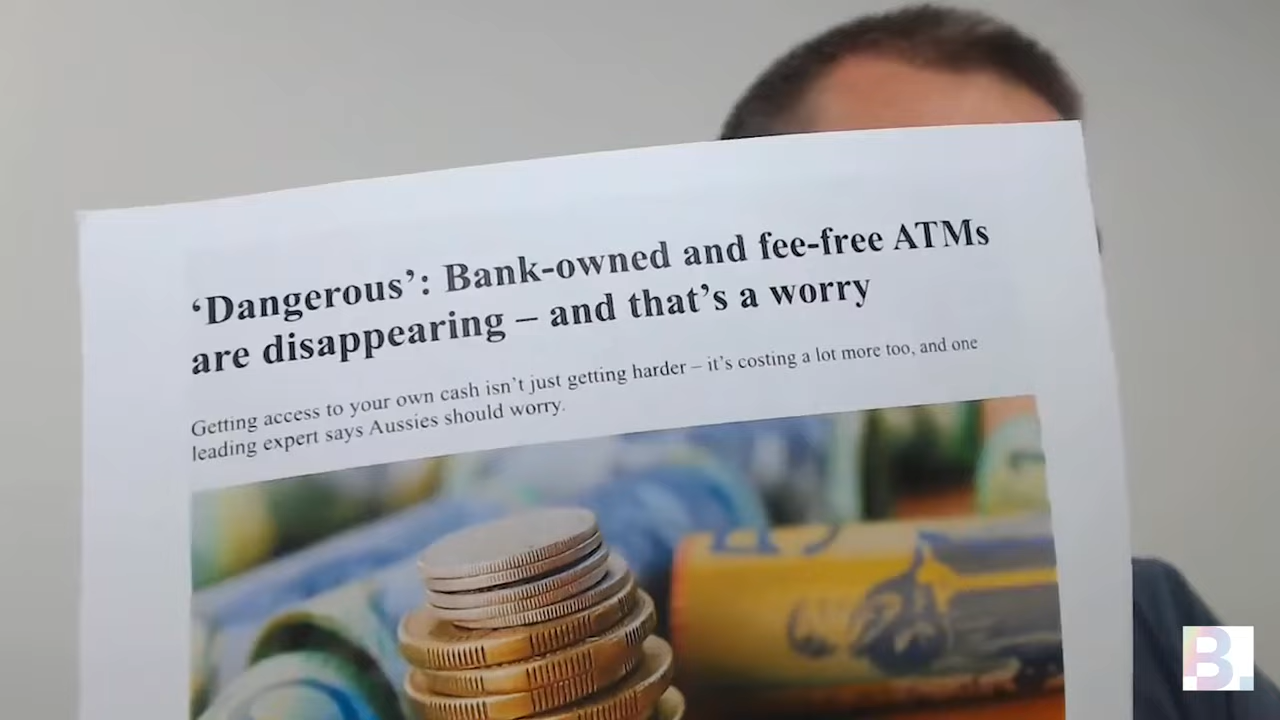 ‘Dangerous’: Bank-owned and fee-free ATMs
are disappearing – and that’s a worry
Getting access to your own cash isn’t just getting harder – it’s costing a lot more too, and one
leading expert says Aussies should worry.
B.